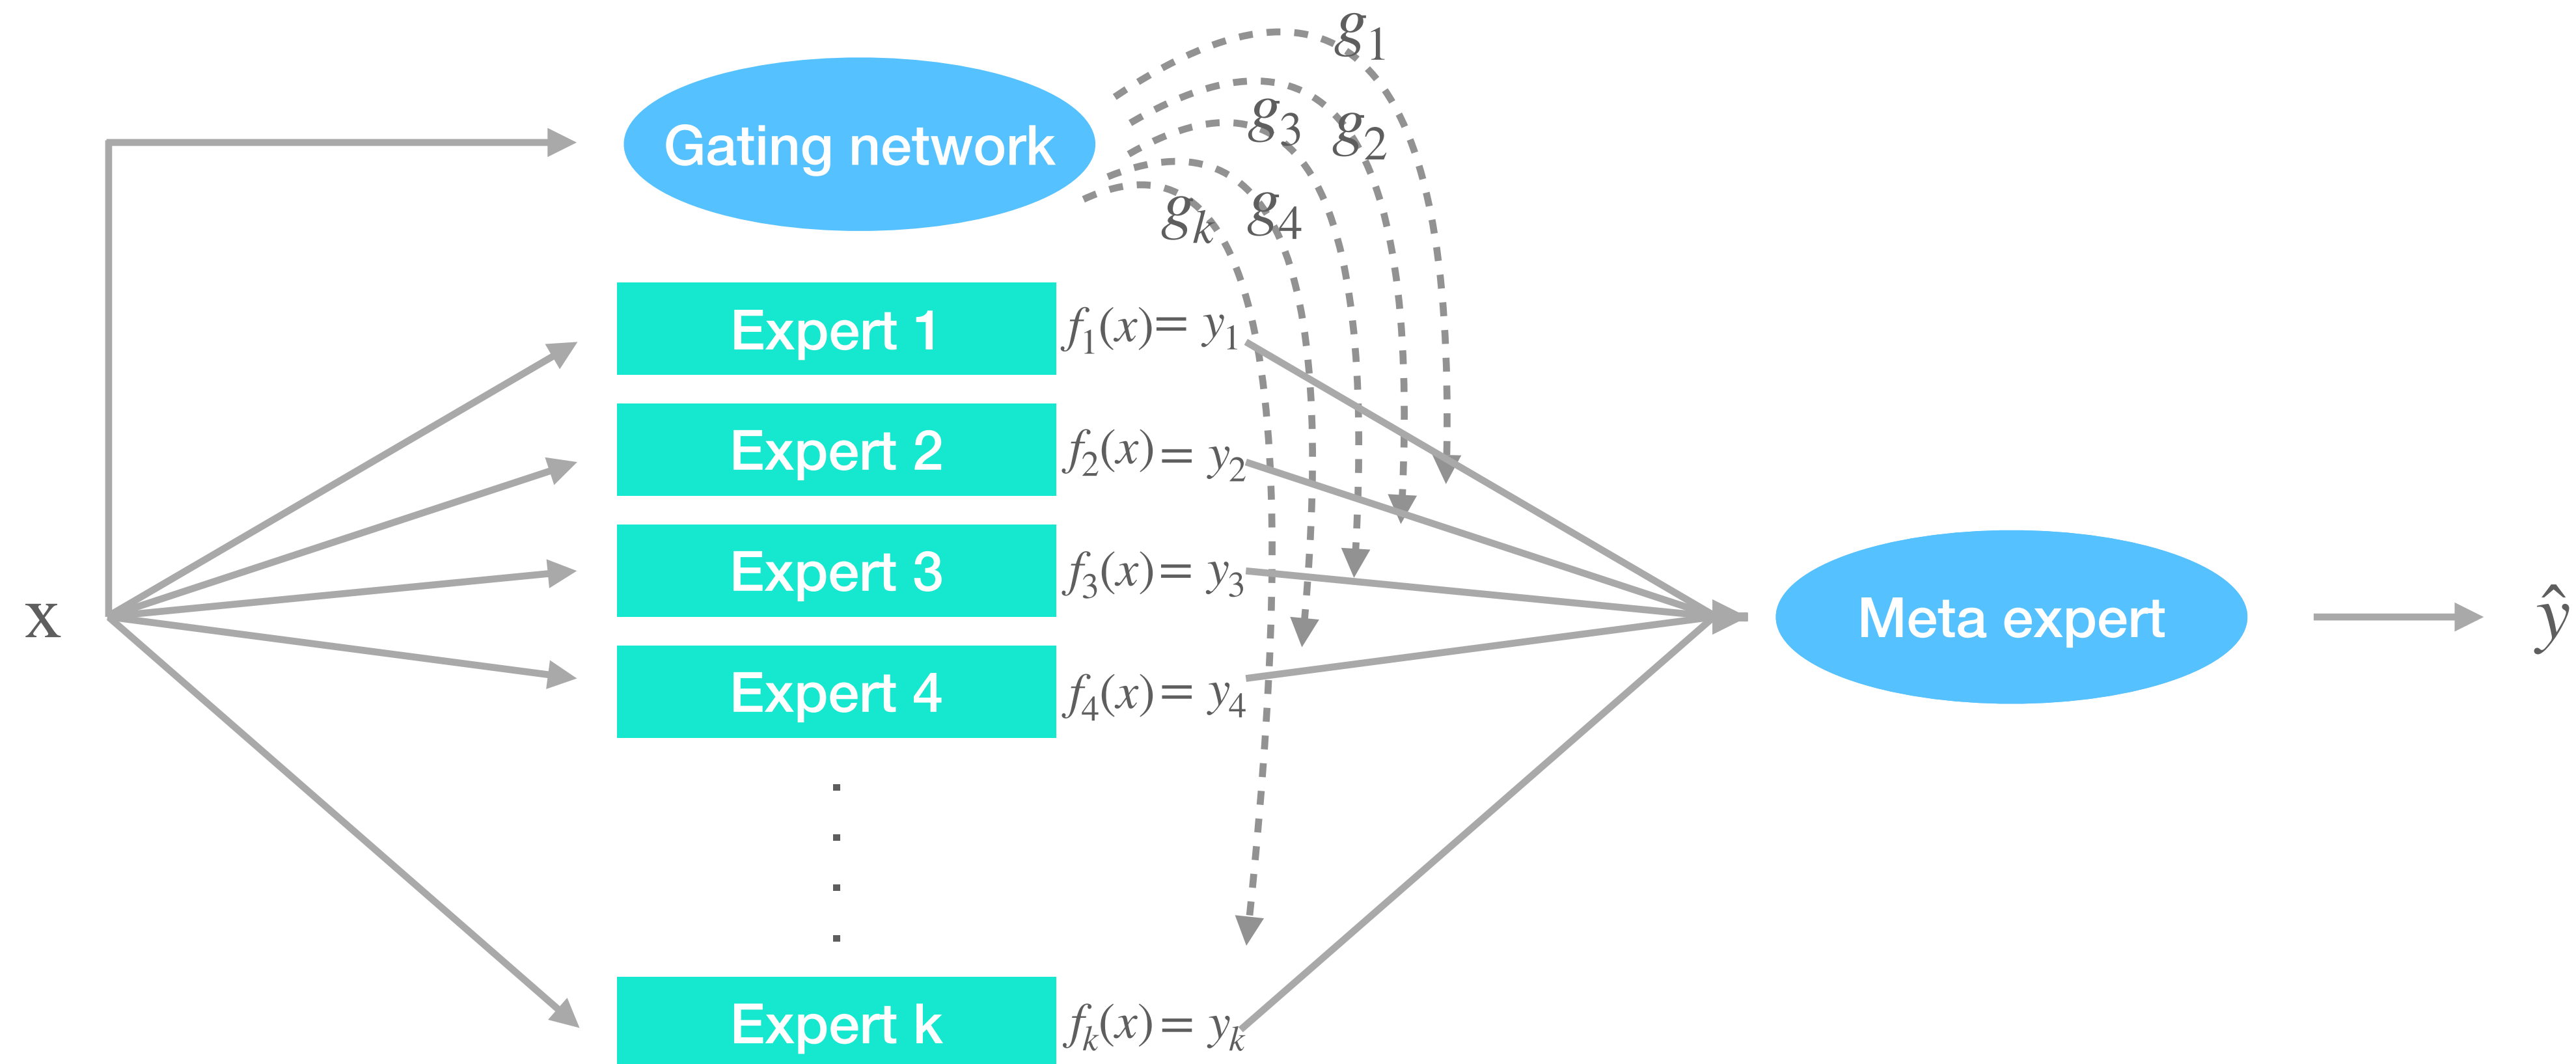 g₁
Gating network
g₃ g₂
gₖ g₄
Expert 1 f₁(x) = y₁
Expert 2 f₂(x) = y₂
Expert 3 f₃(x) = y₃
x Meta expert ŷ
Expert 4 f₄(x) = y₄
.
.
.
.
Expert k fₖ(x) = yₖ